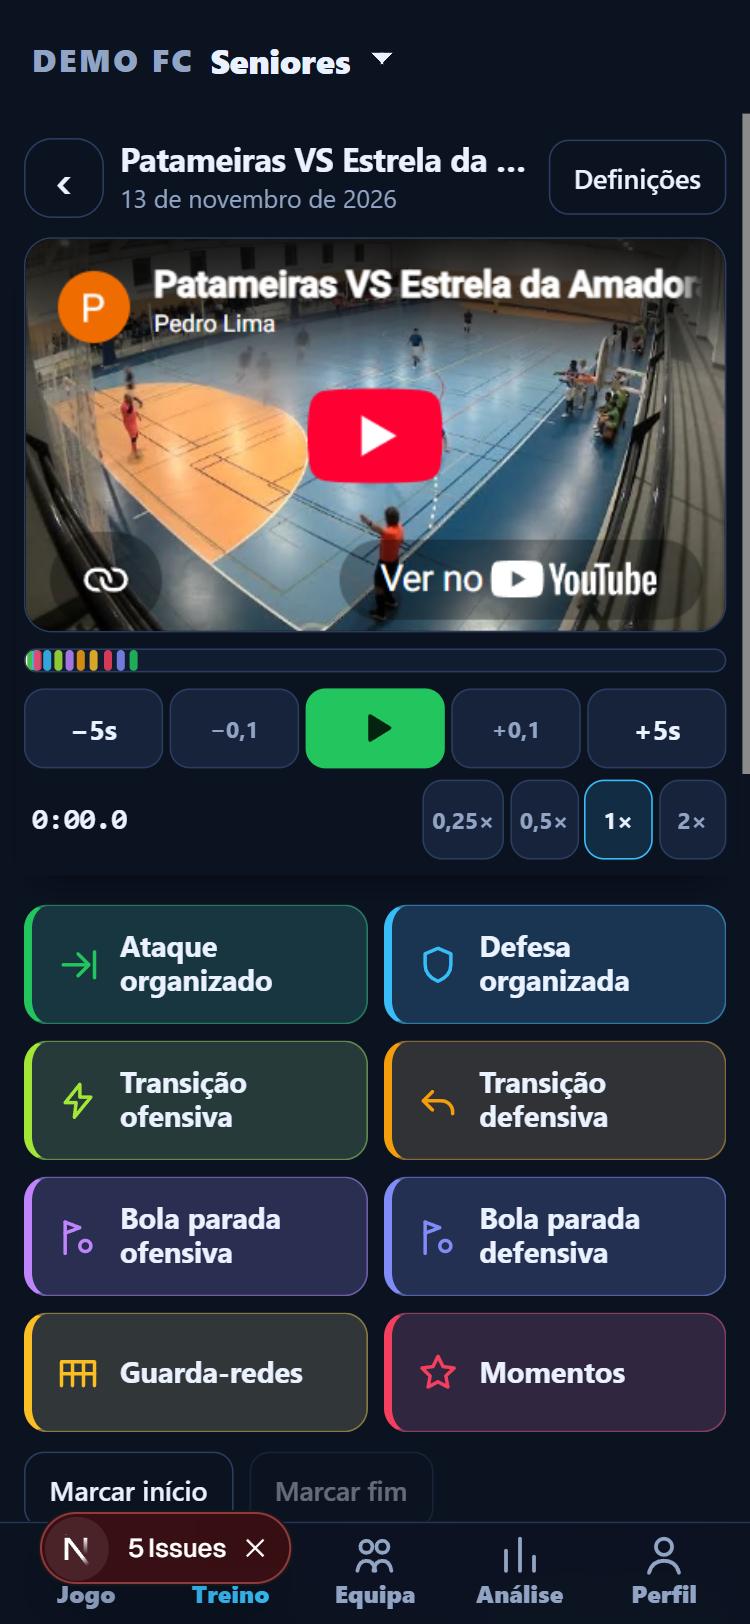 DEMO FC Seniores
Patameiras VS Estrela da ...
13 de novembro de 2026
Definições
P
Patameiras VS Estrela da Amador
Pedro Lima
Ver no YouTube
−5s
−0,1
+0,1
+5s
0:00.0
0,25×
0,5×
1×
2×
Ataque
organizado
Defesa
organizada
Transição
ofensiva
Transição
defensiva
Bola parada
ofensiva
Bola parada
defensiva
Guarda-redes
Momentos
Marcar início
Marcar fim
N
5 Issues
Jogo
Treino
Equipa
Análise
Perfil